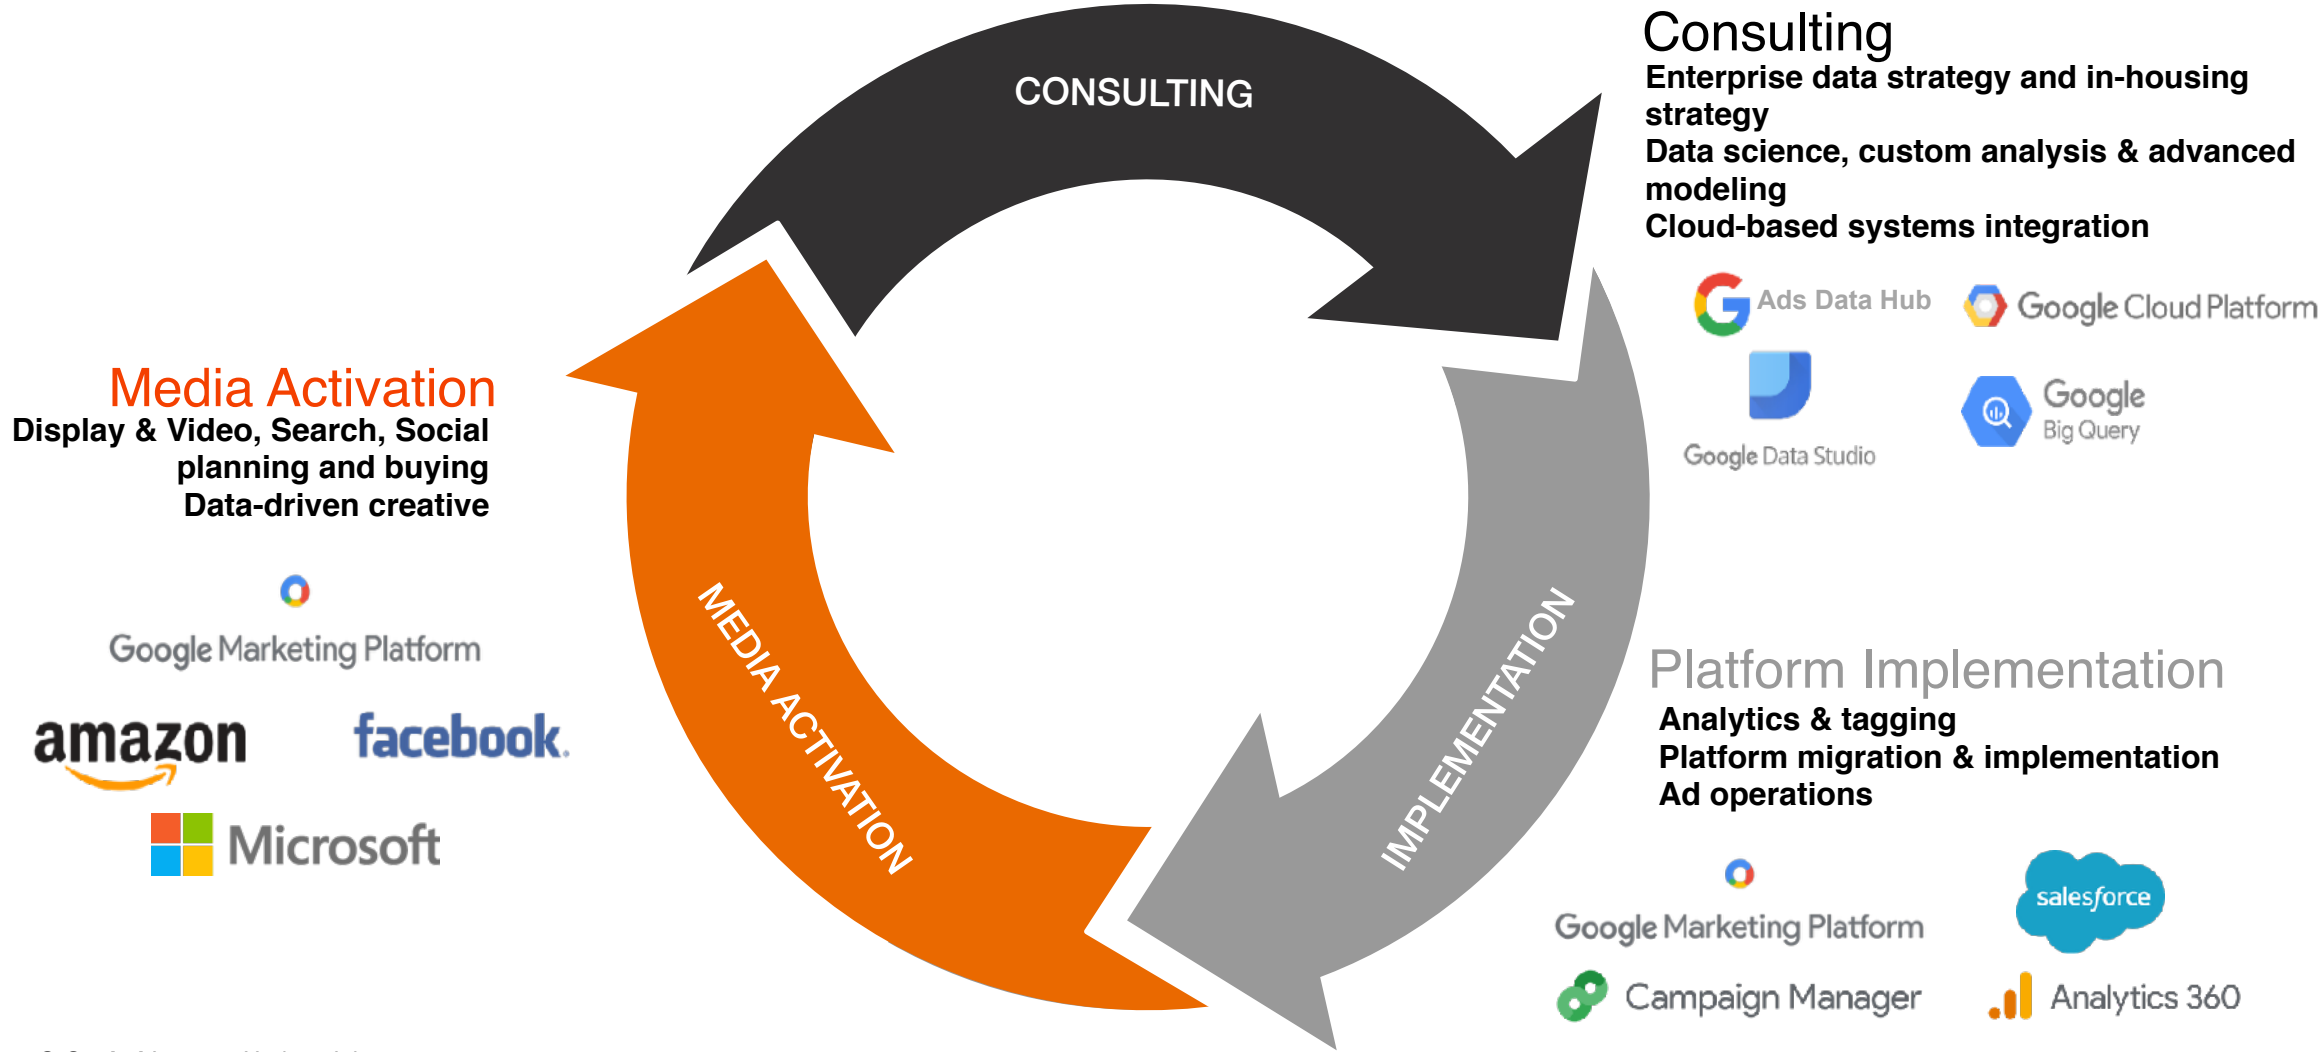 CONSULTING
Consulting
Enterprise data strategy and in-housing
strategy
Data science, custom analysis & advanced
modeling
Cloud-based systems integration
Ads Data Hub
Google Cloud Platform
Google Data Studio
Google
Big Query
Media Activation
Display & Video, Search, Social
planning and buying
Data-driven creative
Google Marketing Platform
amazon
facebook.
Microsoft
MEDIA ACTIVATION
IMPLEMENTATION
Platform Implementation
Analytics & tagging
Platform migration & implementation
Ad operations
Google Marketing Platform
salesforce
Campaign Manager
Analytics 360